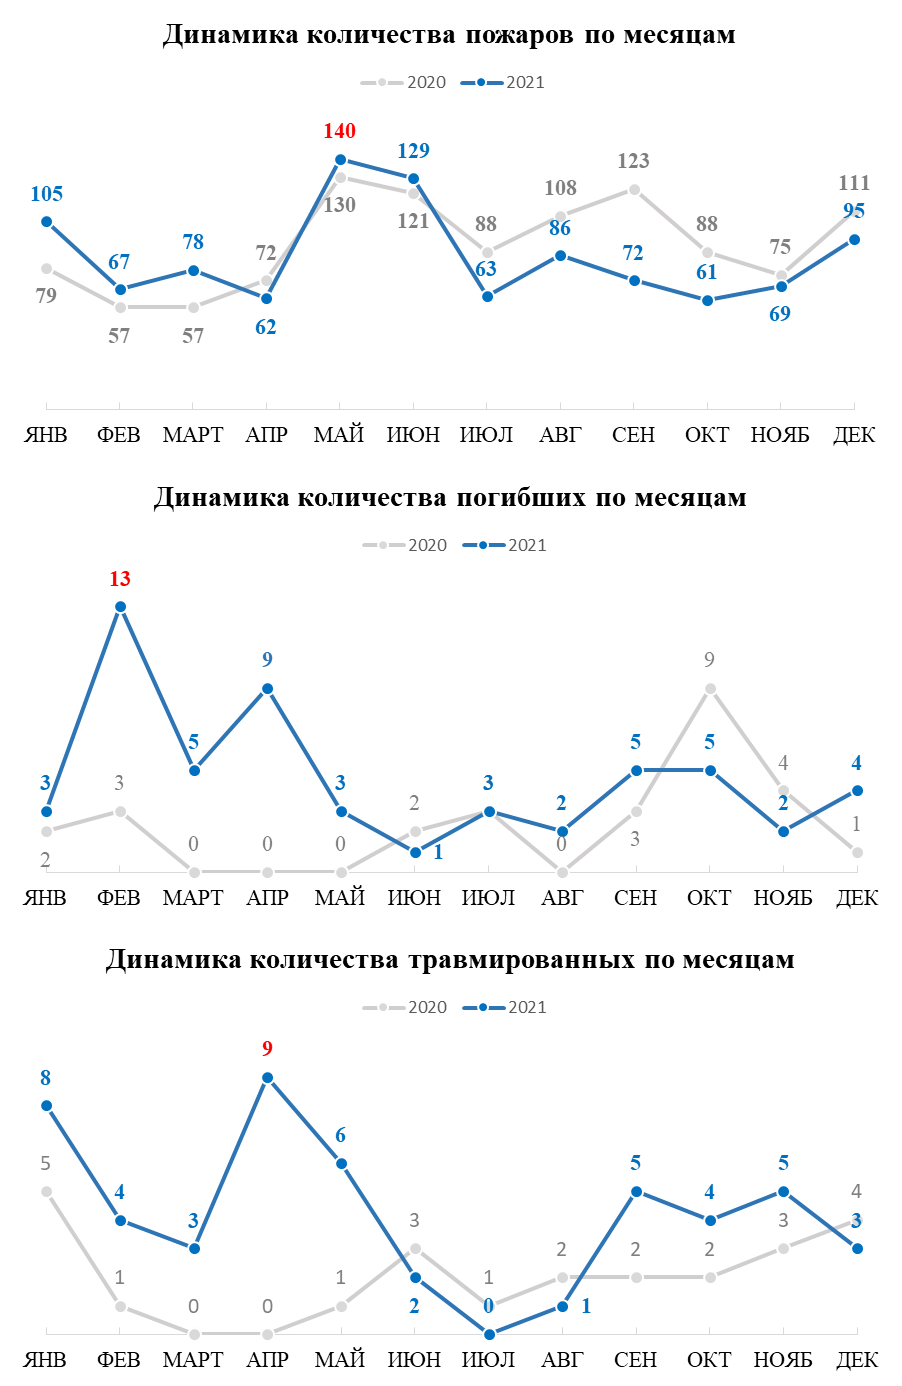 Динамика количества пожаров по месяцам
2020 2021
105 67 78 72 140 129 88 108 123 88 75 111
79 57 57 62 130 121 63 86 72 61 69 95
ЯНВ ФЕВ МАРТ АПР МАЙ ИЮН ИЮЛ АВГ СЕН ОКТ НОЯБ ДЕК
Динамика количества погибших по месяцам
2020 2021
3 13 5 9 3 2 3 2 5 9 4 4
2 3 0 0 0 1 0 3 5 2 1
ЯНВ ФЕВ МАРТ АПР МАЙ ИЮН ИЮЛ АВГ СЕН ОКТ НОЯБ ДЕК
Динамика количества травмированных по месяцам
2020 2021
8 4 3 9 6 3 1 2 5 4 5 4
5 1 0 0 1 2 0 1 2 2 3 3
ЯНВ ФЕВ МАРТ АПР МАЙ ИЮН ИЮЛ АВГ СЕН ОКТ НОЯБ ДЕК